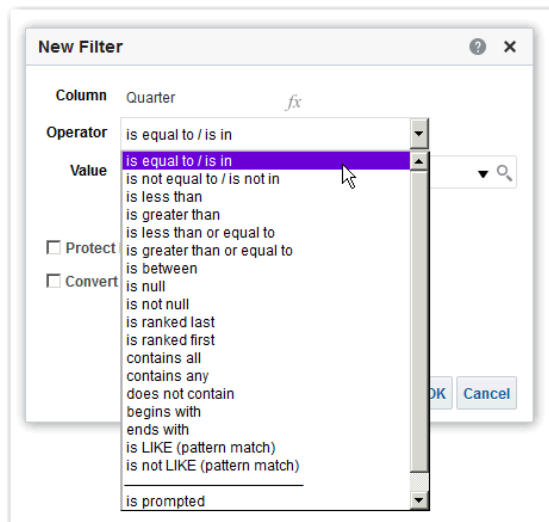 New Filter ? ×
Column Quarter fx
Operator is equal to / is in
Value
is equal to / is in
is not equal to / is not in
is less than
is greater than
is less than or equal to
is greater than or equal to
is between
is null
is not null
is ranked last
is ranked first
contains all
contains any
does not contain
begins with
ends with
is LIKE (pattern match)
is not LIKE (pattern match)
is prompted
Protect
Convert
Cancel